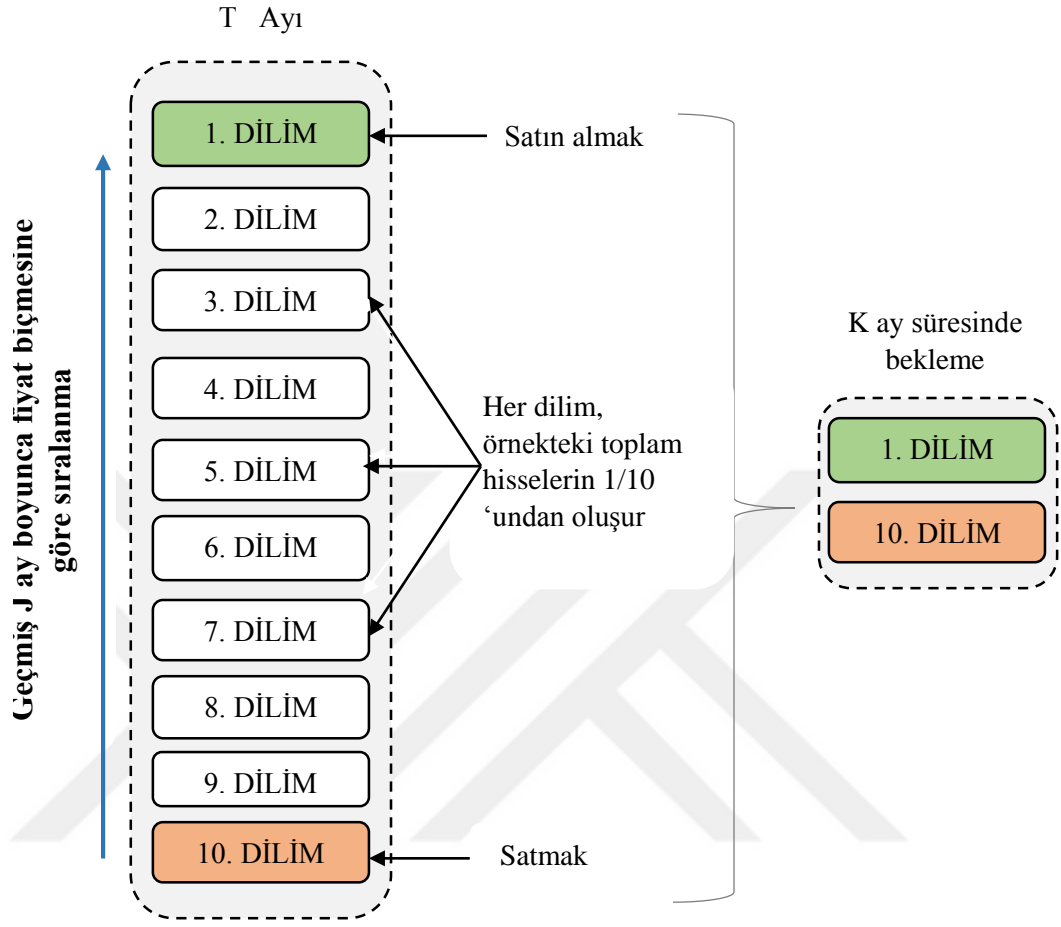 T Ayı
Geçmiş J ay boyunca fiyat biçmesine
göre sıralanma
1. DİLİM
2. DİLİM
3. DİLİM
4. DİLİM
5. DİLİM
6. DİLİM
7. DİLİM
8. DİLİM
9. DİLİM
10. DİLİM
Satın almak
Her dilim,
örnekteki toplam
hisselerin 1/10
‘undan oluşur
Satmak
K ay süresinde
bekleme
1. DİLİM
10. DİLİM